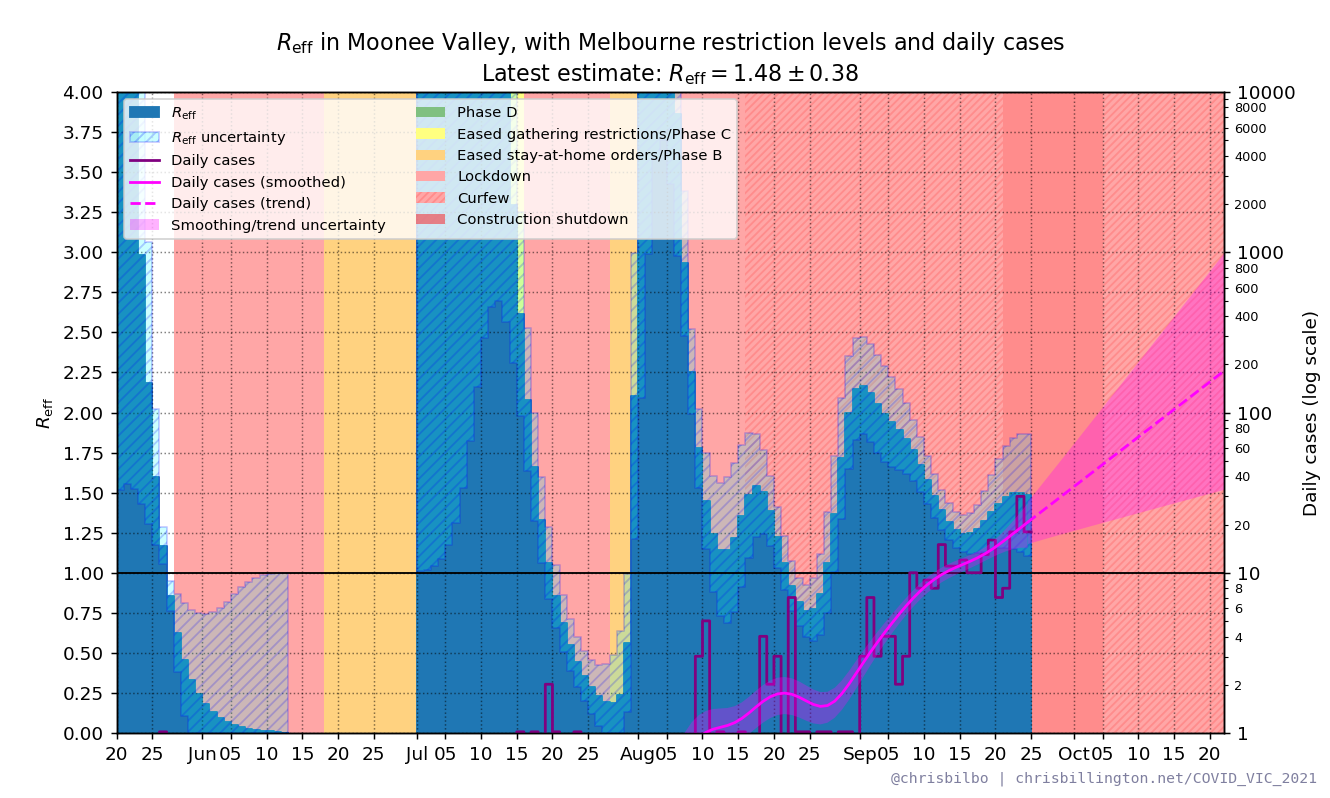 Reff in Moonee Valley, with Melbourne restriction levels and daily cases
Latest estimate: Reff = 1.48 ± 0.38
4.00
3.75
3.50
3.25
3.00
2.75
2.50
2.25
2.00
1.75
1.50
1.25
1.00
0.75
0.50
0.25
0.00
Reff
Reff
Reff uncertainty
Daily cases
Daily cases (smoothed)
Daily cases (trend)
Smoothing/trend uncertainty
Phase D
Eased gathering restrictions/Phase C
Eased stay-at-home orders/Phase B
Lockdown
Curfew
Construction shutdown
10000
8000
6000
4000
2000
1000
800
600
400
200
100
80
60
40
20
10
8
6
4
2
1
Daily cases (log scale)
20 25 Jun 05 10 15 20 25 Jul 05 10 15 20 25 Aug 05 10 15 20 25 Sep 05 10 15 20 25 Oct 05 10 15 20
@chrisbilbo | chrisbillington.net/COVID_VIC_2021